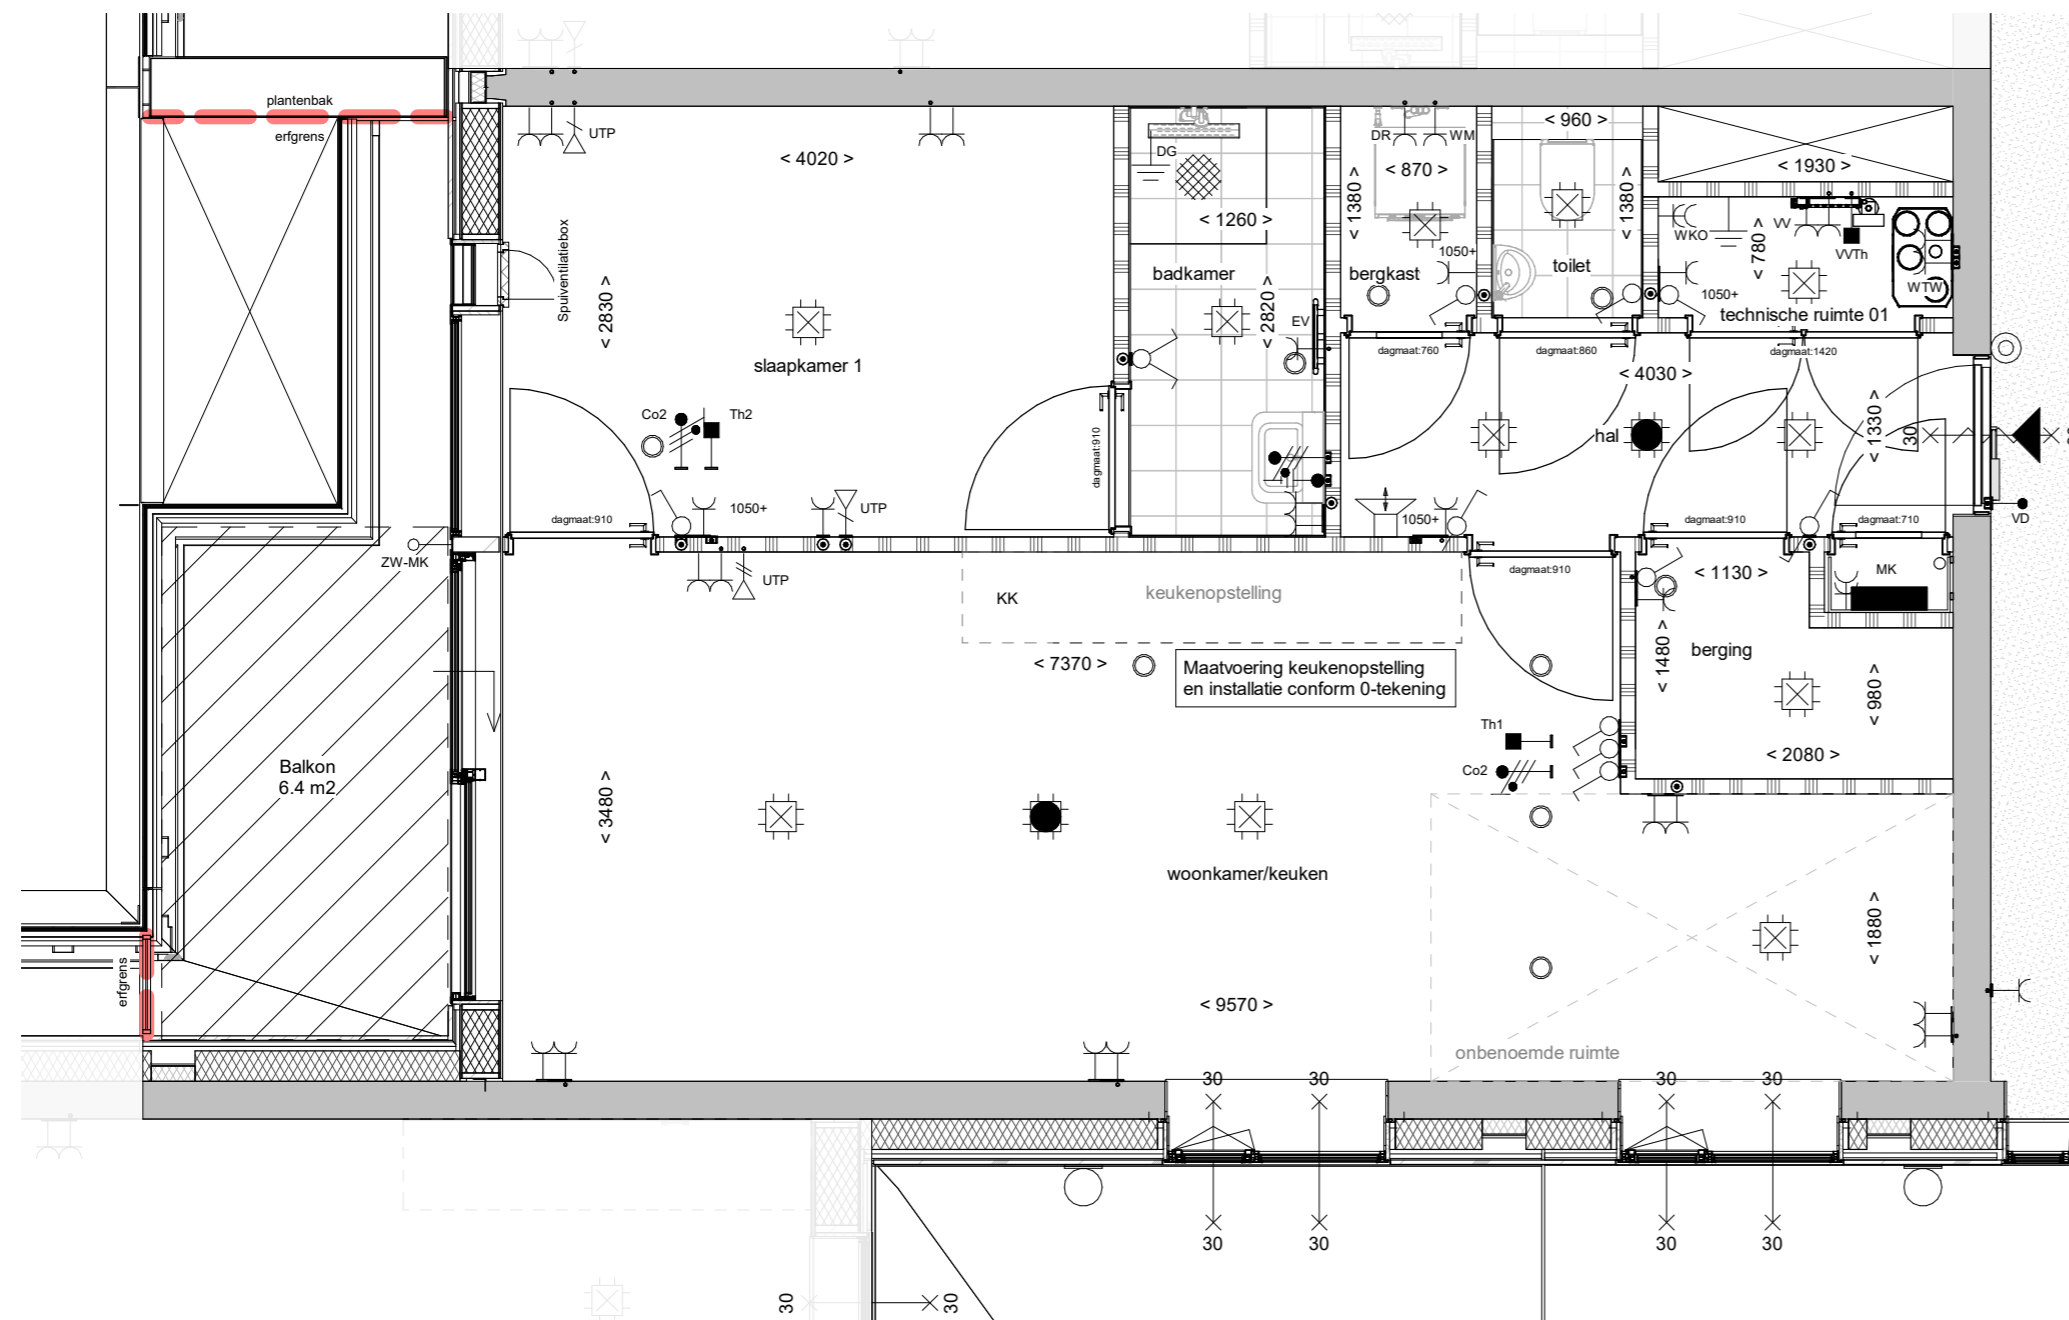 plantenbak
erfgrens
UTP
< 4020 >
DG
DR
WM
< 960 >
< 870 >
< 1380 >
< 1380 >
< 1930 >
< 1260 >
WKO
VV
VVTh
< 780 >
WTW
Spuiventilatiebox
< 2830 >
badkamer
bergkast
1050+
toilet
1050+
technische ruimte 01
< 2820 >
EV
slaapkamer 1
dagmaat:760
dagmaat:860
dagmaat:1420
< 4030 >
Co2
Th2
hal
< 1330 >
30
dagmaat:910
dagmaat:910
1050+
UTP
1050+
dagmaat:910
dagmaat:710
VD
ZW-MK
UTP
KK
keukenopstelling
dagmaat:910
< 1130 >
MK
< 7370 >
Maatvoering keukenopstelling
en installatie conform 0-tekening
< 1480 >
berging
< 980 >
Th1
Co2
< 2080 >
Balkon
6.4 m2
< 3480 >
woonkamer/keuken
< 1880 >
erfgrens
< 9570 >
onbenoemde ruimte
30
30
30
30
30
30
30
30
30
30